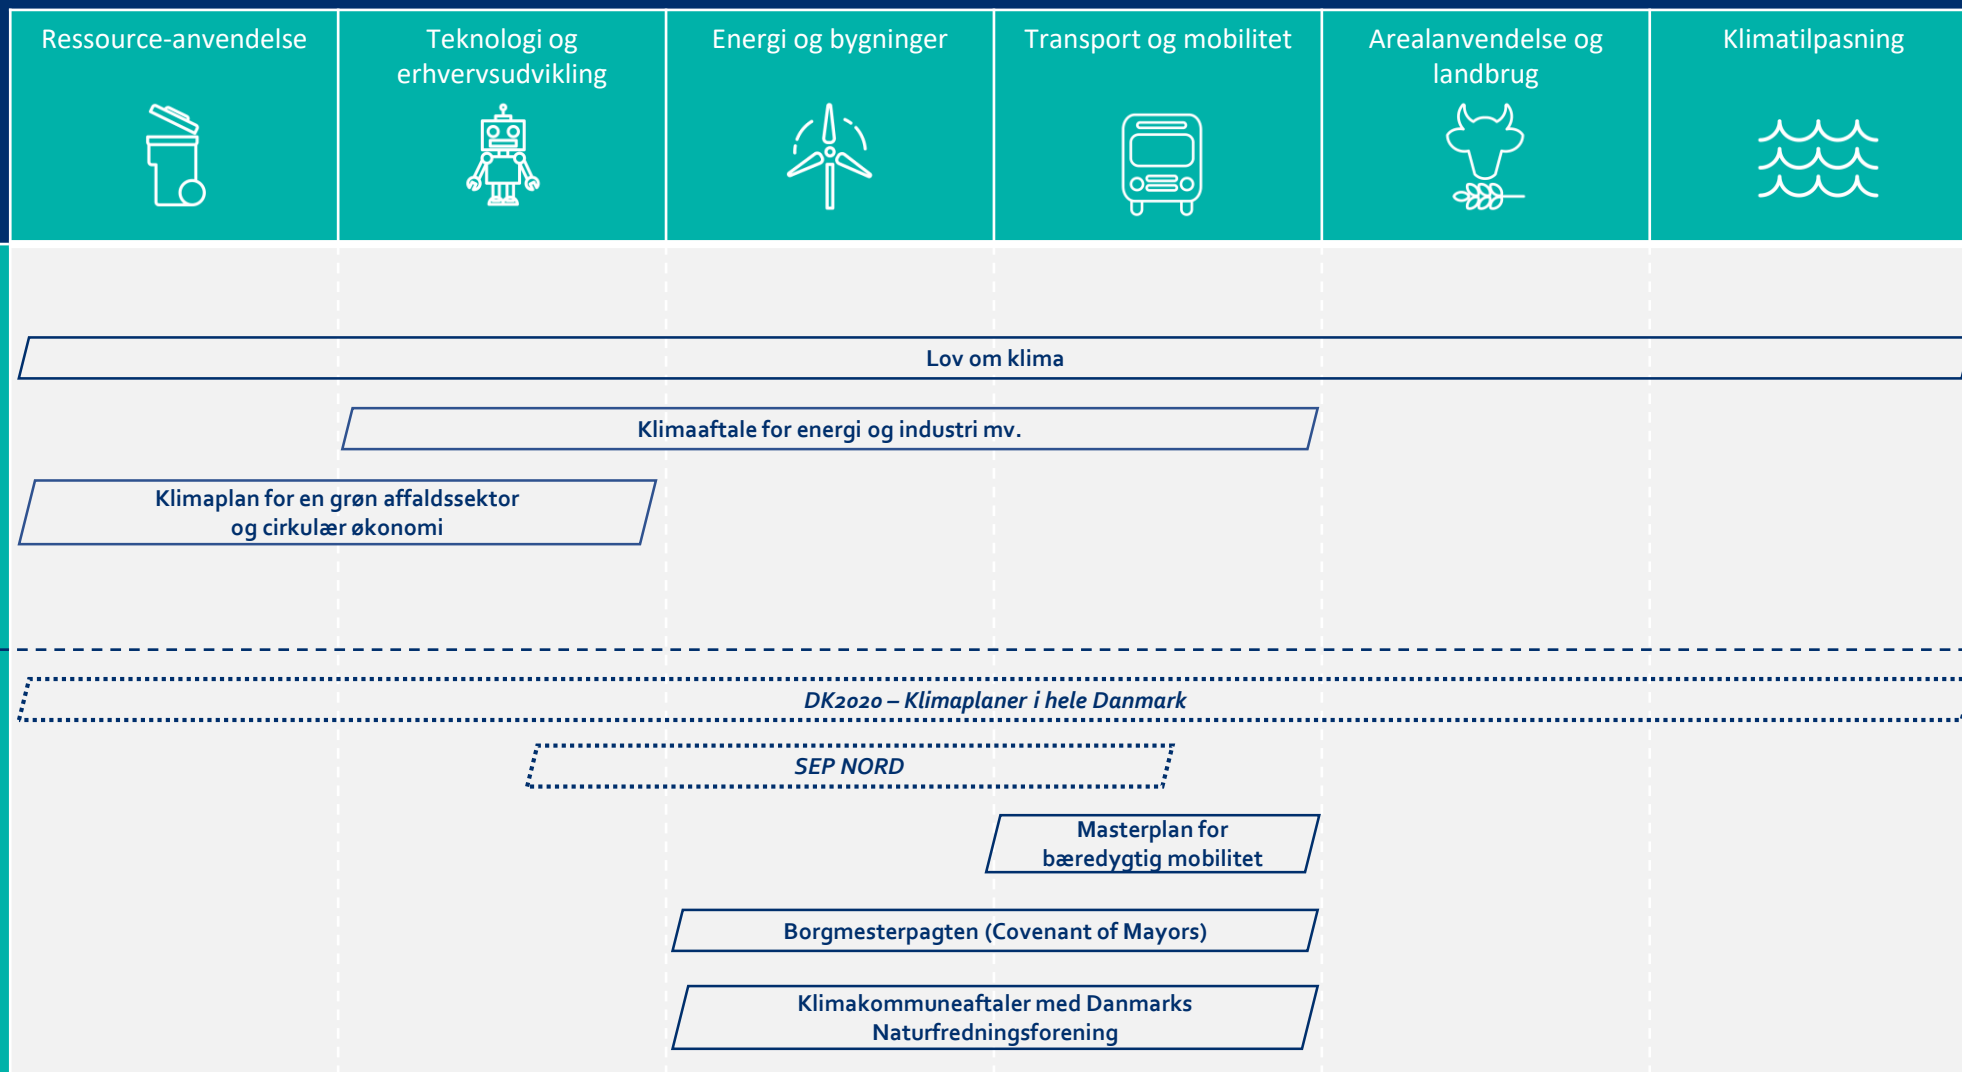 Ressource-anvendelse
Teknologi og
erhvervsudvikling
Energi og bygninger
Transport og mobilitet
Arealanvendelse og
landbrug
Klimatilpasning
Lov om klima
Klimaaftale for energi og industri mv.
Klimaplan for en grøn affaldssektor
og cirkulær økonomi
DK2020 – Klimaplaner i hele Danmark
SEP NORD
Masterplan for
bæredygtig mobilitet
Borgmesterpagten (Covenant of Mayors)
Klimakommuneaftaler med Danmarks
Naturfredningsforening